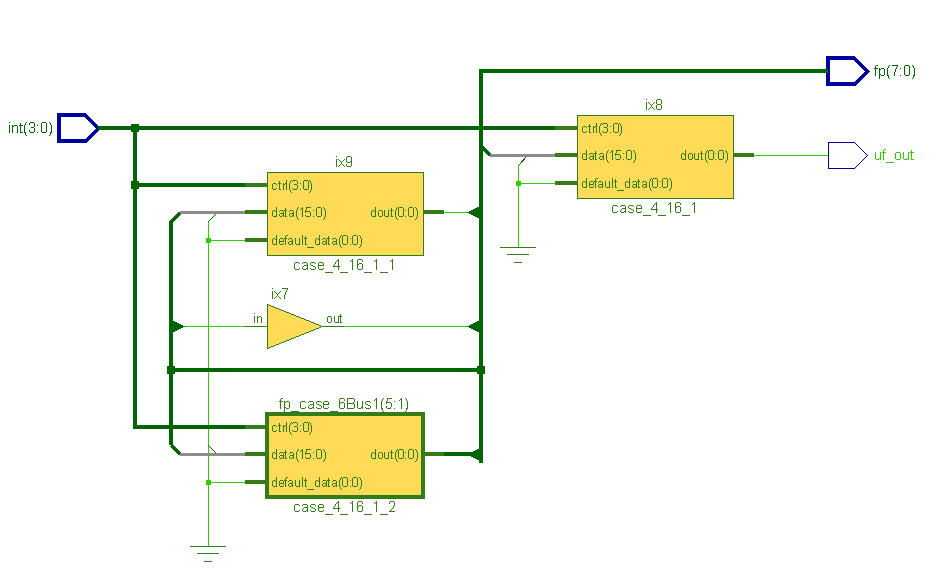 fp(7:0)
ix8
int(3:0)
ctrl(3:0)
data(15:0) dout(0:0)
uf_out
default_data(0:0)
case_4_16_1
ix9
ctrl(3:0)
data(15:0) dout(0:0)
default_data(0:0)
case_4_16_1_1
ix7
in out
fp_case_6Bus1(5:1)
ctrl(3:0)
data(15:0) dout(0:0)
default_data(0:0)
case_4_16_1_2